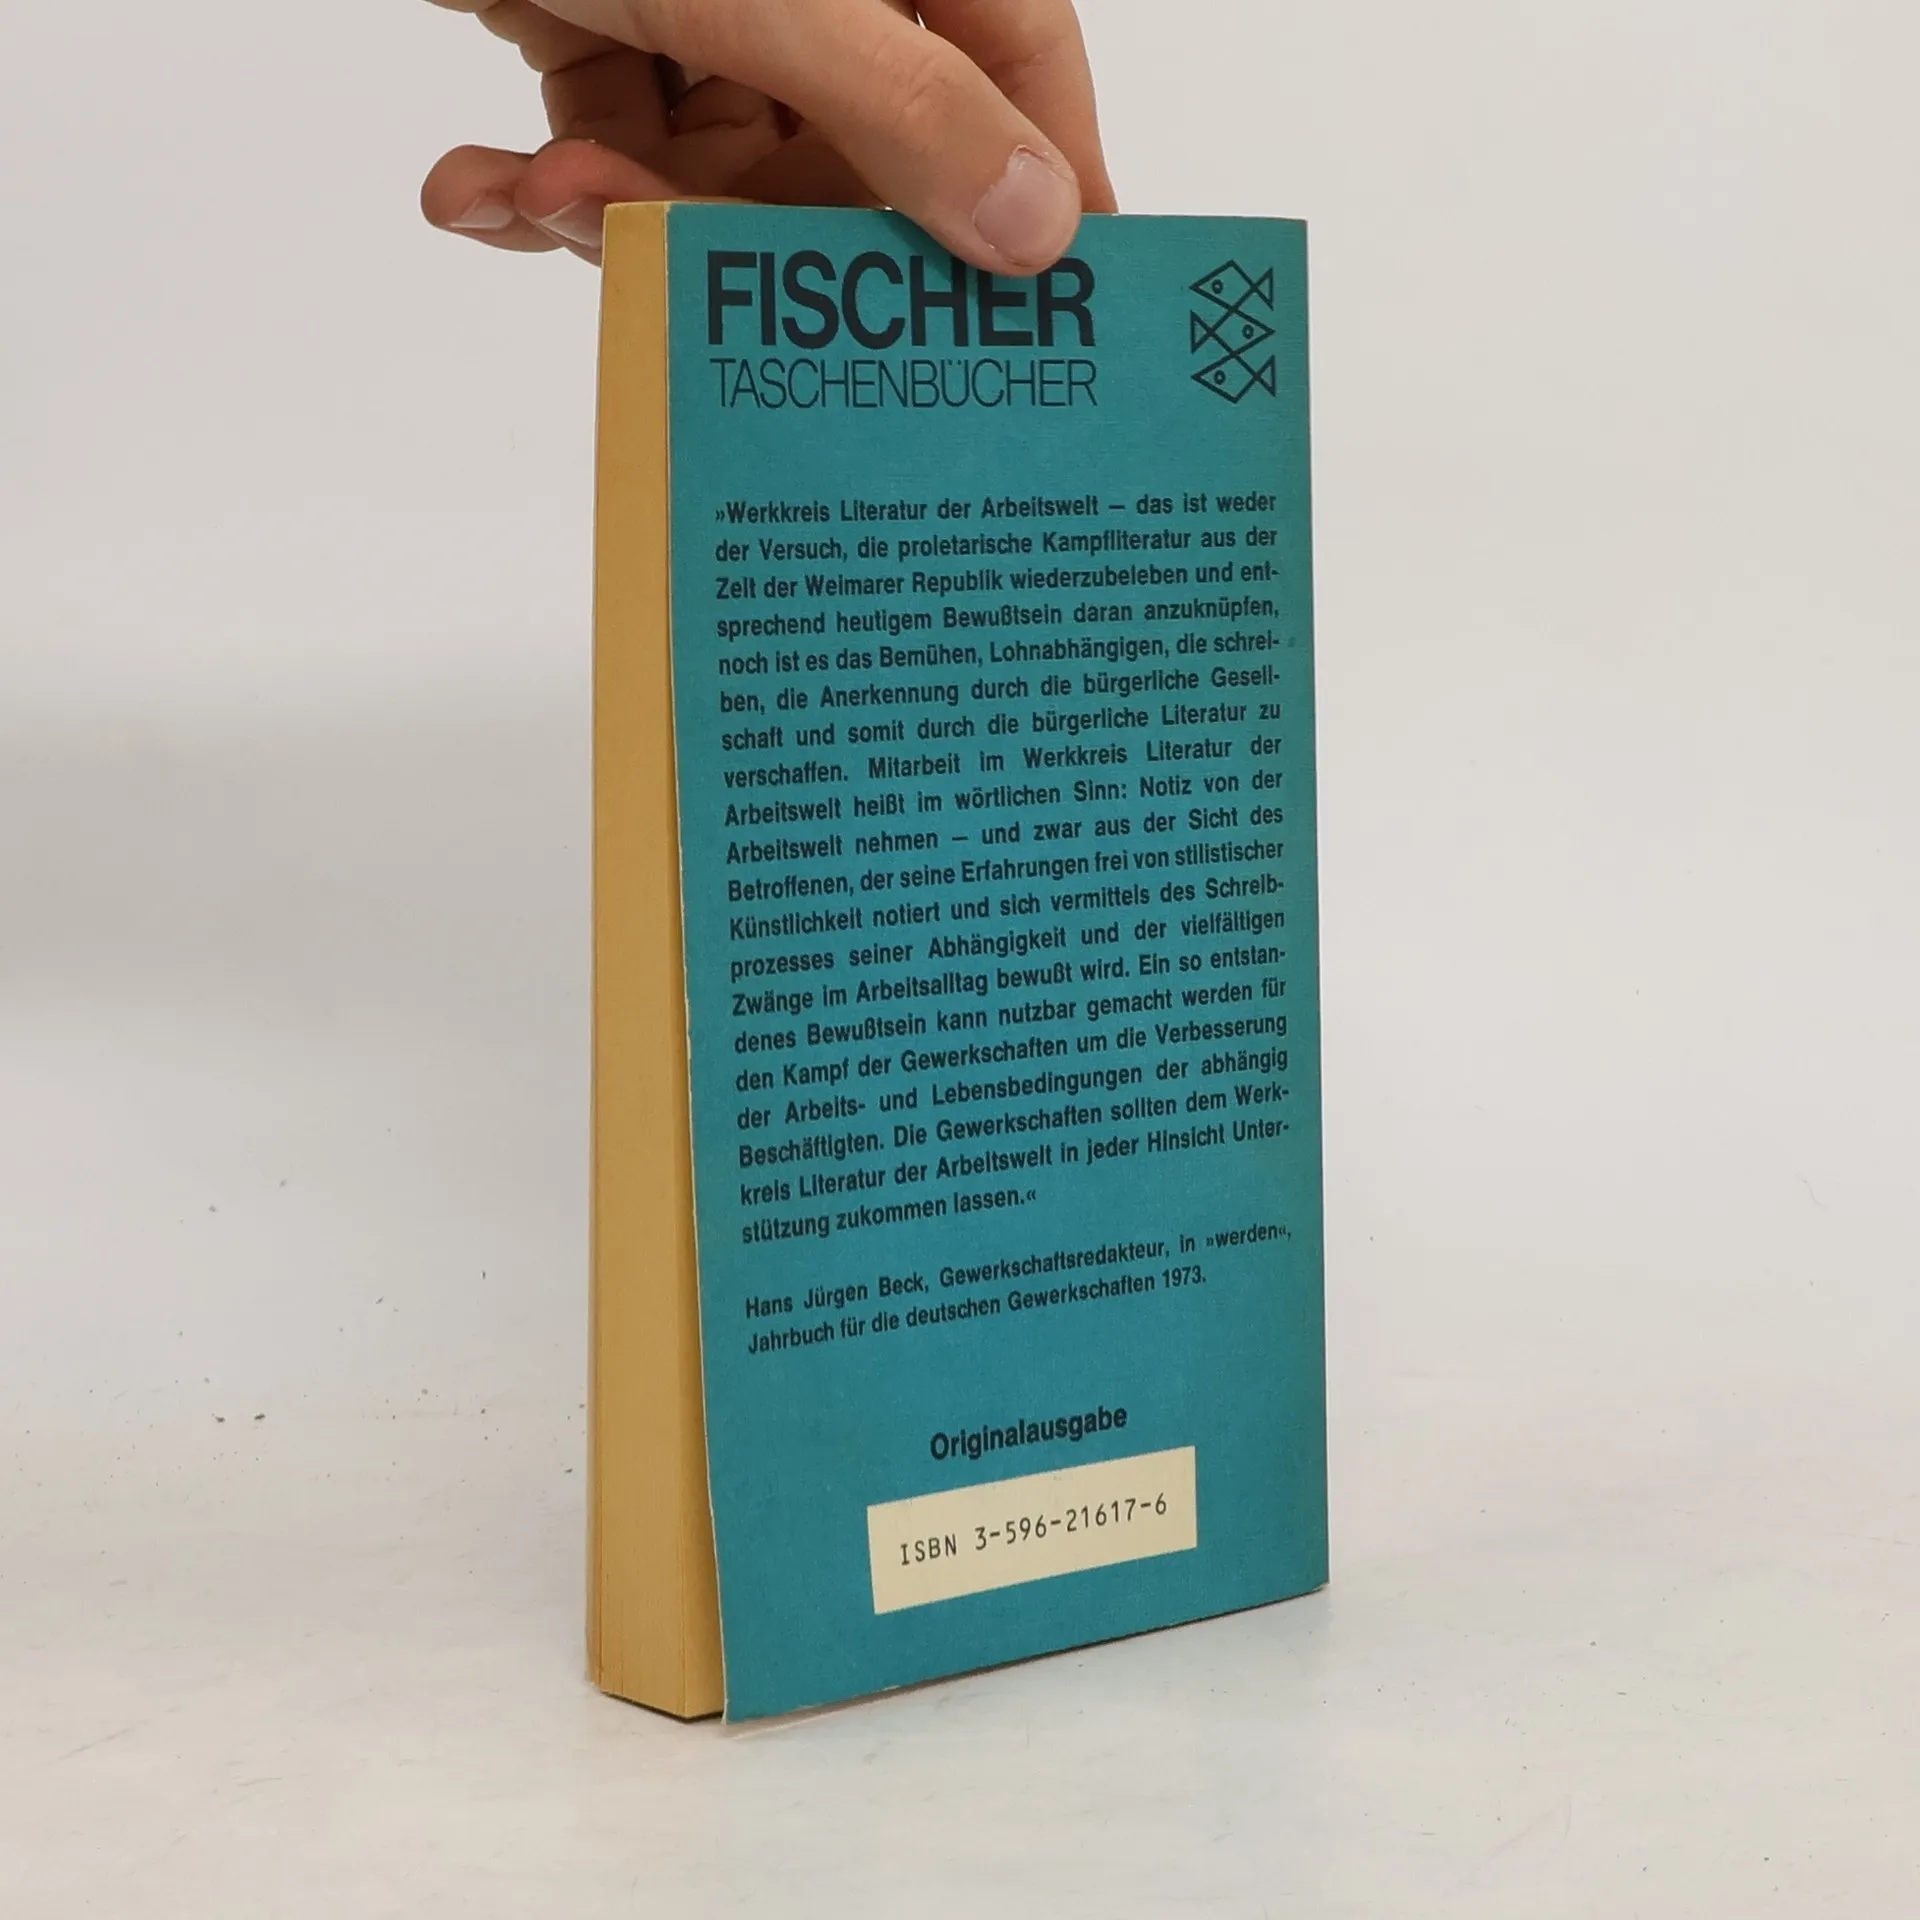 FISCHER
TASCHENBÜCHER
»Werkkreis Literatur der Arbeitswelt – das ist weder
der Versuch, die proletarische Kampfliteratur aus der
Zeit der Weimarer Republik wiederzubeleben und ent-
sprechend heutigem Bewußtsein daran anzuknüpfen,
noch ist es das Bemühen, Lohnabhängigen, die schrei-
ben, die Anerkennung durch die bürgerliche Gesell-
schaft und somit durch die bürgerliche Literatur zu
verschaffen. Mitarbeit im Werkkreis Literatur der
Arbeitswelt heißt im wörtlichen Sinn: Notiz von der
Arbeitswelt nehmen – und zwar aus der Sicht des
Betroffenen, der seine Erfahrungen frei von stilistischer
Künstlichkeit notiert und sich vermittels des Schreib-
prozesses seiner Abhängigkeit und der vielfältigen
Zwänge im Arbeitsalltag bewußt wird. Ein so entstan-
denes Bewußtsein kann nutzbar gemacht werden für
den Kampf der Gewerkschaften um die Verbesserung
der Arbeits- und Lebensbedingungen der abhängig
Beschäftigten. Die Gewerkschaften sollten dem Werk-
kreis Literatur der Arbeitswelt in jeder Hinsicht Unter-
stützung zukommen lassen.«
Hans Jürgen Beck, Gewerkschaftsredakteur, in »werden«,
Jahrbuch für die deutschen Gewerkschaften 1973.
Originalausgabe
ISBN 3-596-21617-6